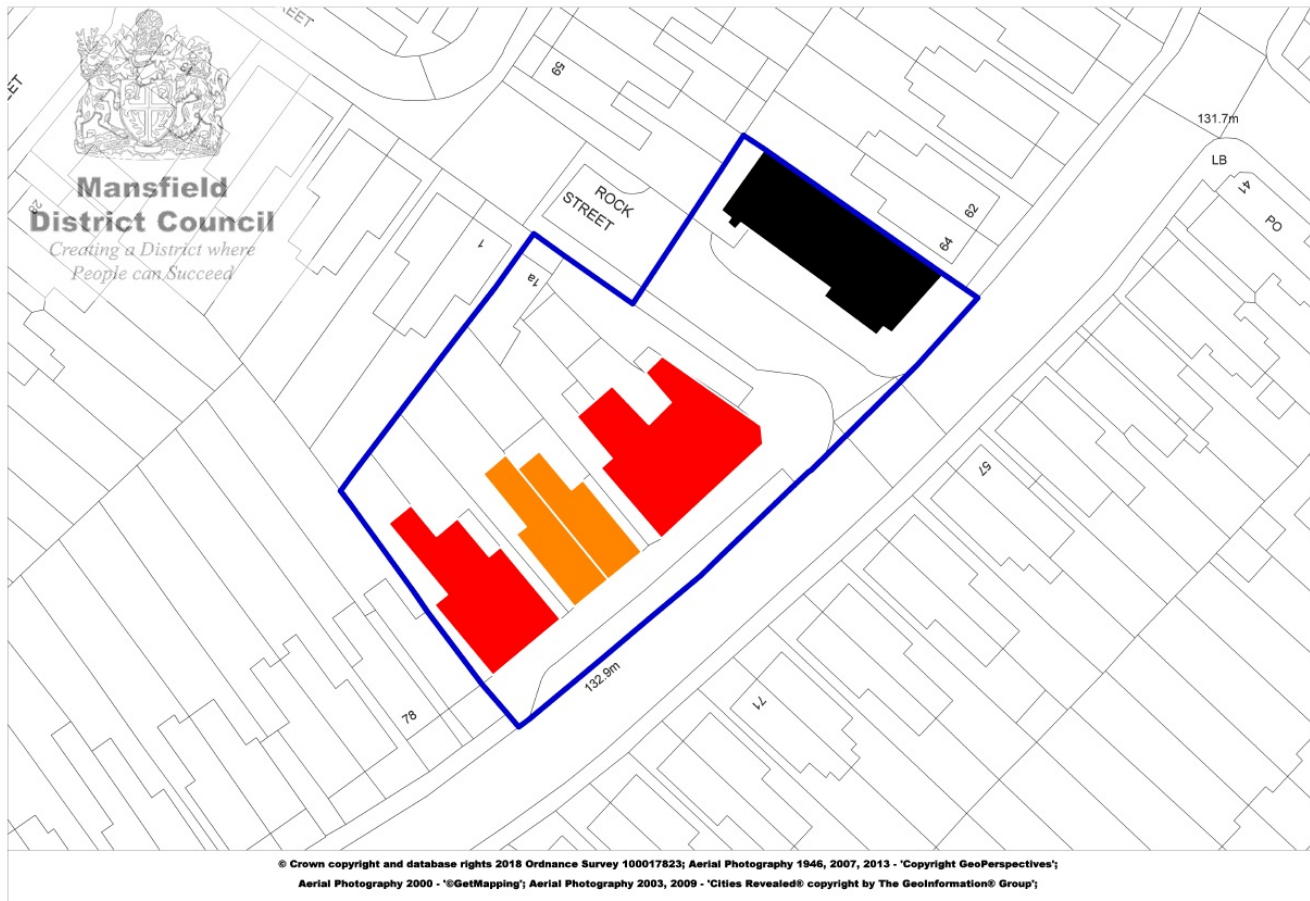 STREET
EET
Mansfield
District Council
Creating a District where
People can Succeed
59
ROCK
STREET
1
1a
62
64
131.7m
LB
41
PO
57
71
132.9m
78
© Crown copyright and database rights 2018 Ordnance Survey 100017823; Aerial Photography 1946, 2007, 2013 - 'Copyright GeoPerspectives';
Aerial Photography 2000 - '©GetMapping'; Aerial Photography 2003, 2009 - 'Cities Revealed® copyright by The GeoInformation® Group';